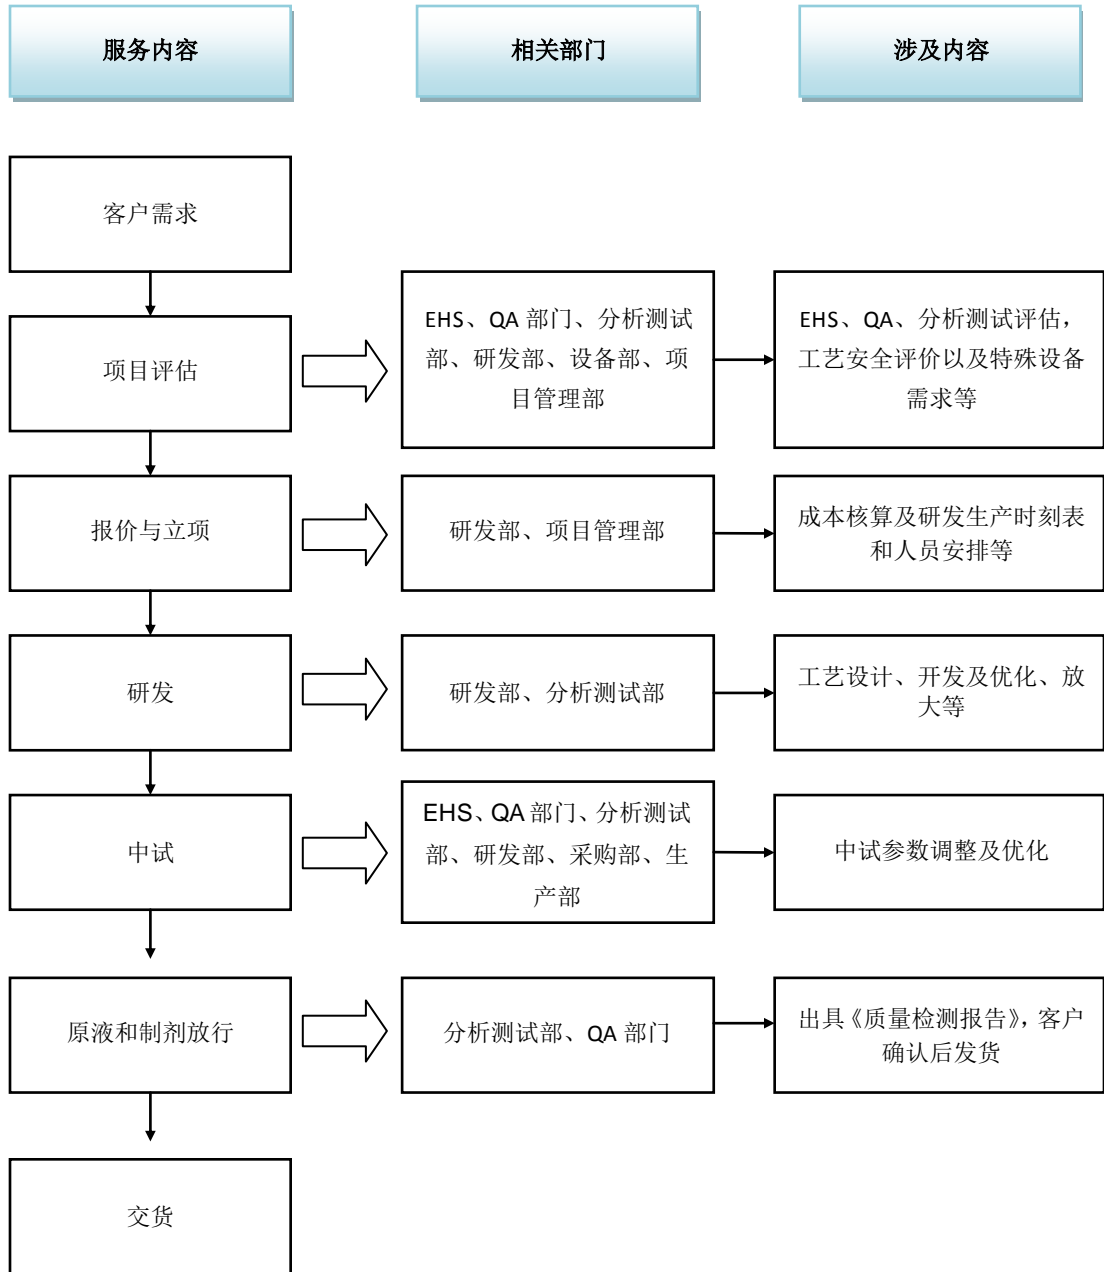 服务内容
相关部门
涉及内容
客户需求
项目评估
EHS、QA 部门、分析测试
部、研发部、设备部、项
目管理部
EHS、QA、分析测试评估，
工艺安全评价以及特殊设备
需求等
报价与立项
研发部、项目管理部
成本核算及研发生产时刻表
和人员安排等
研发
研发部、分析测试部
工艺设计、开发及优化、放
大等
中试
EHS、QA 部门、分析测试
部、研发部、采购部、生
产部
中试参数调整及优化
原液和制剂放行
分析测试部、QA 部门
出具《质量检测报告》，客户
确认后发货
交货